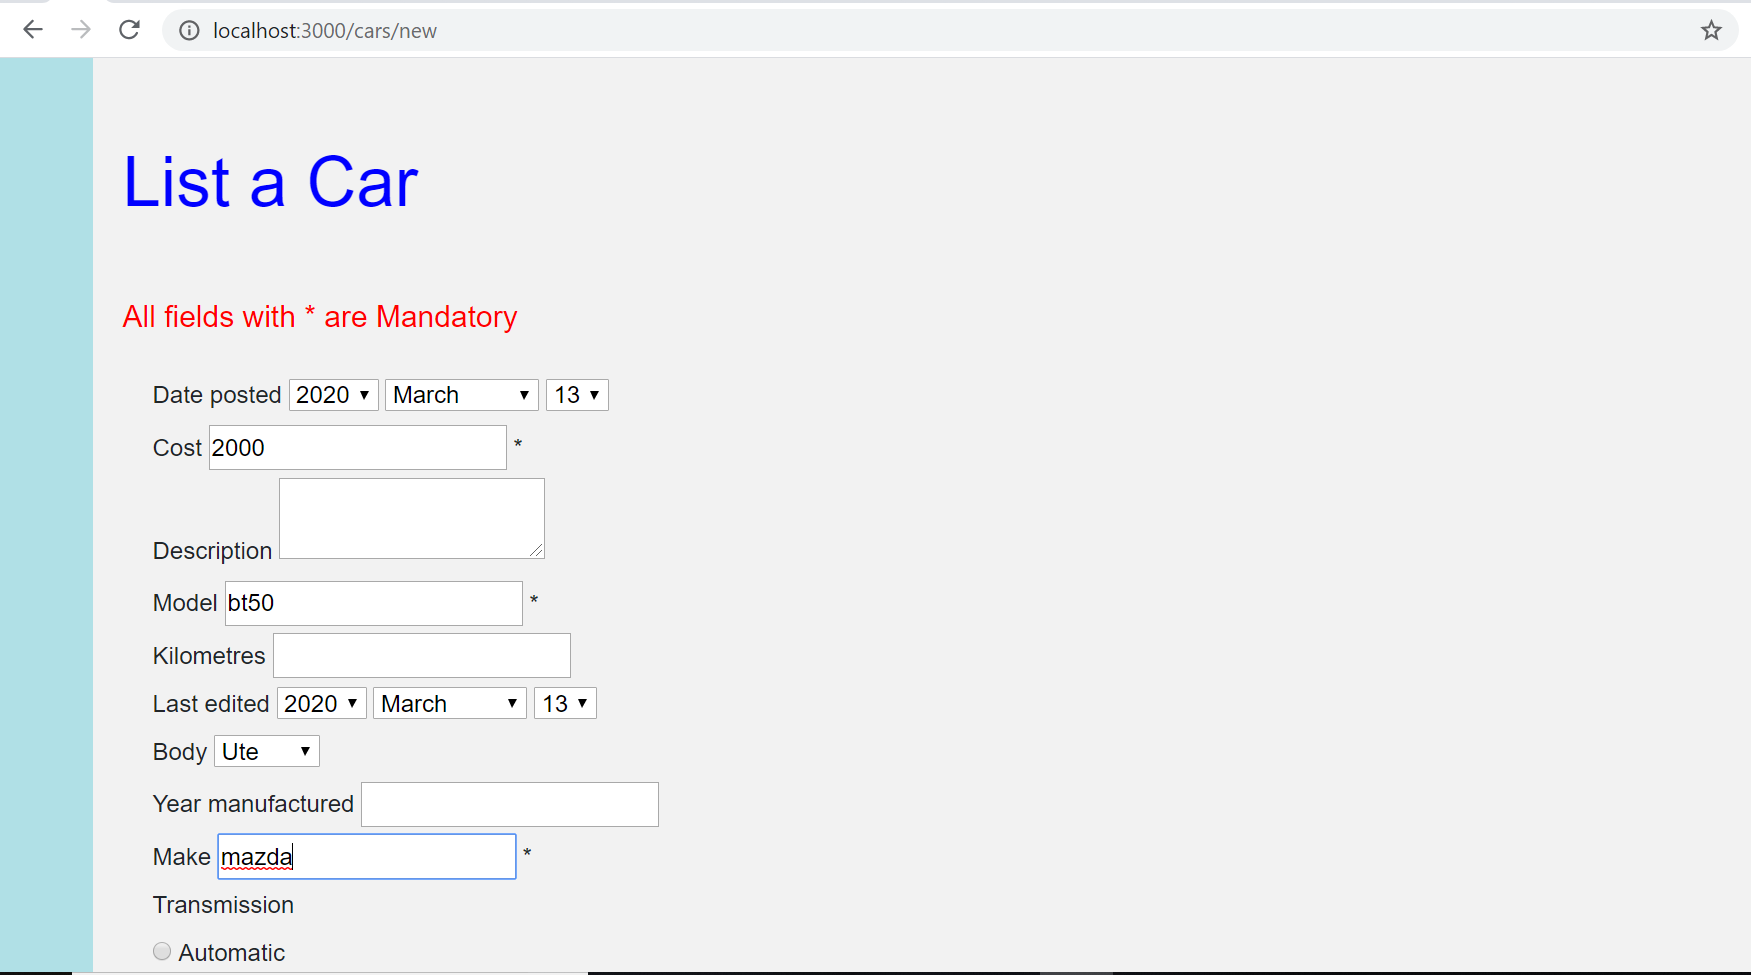 localhost:3000/cars/new
List a Car
All fields with * are Mandatory
Date posted 2020 March 13
Cost 2000 *
Description
Model bt50 *
Kilometres
Last edited 2020 March 13
Body Ute
Year manufactured
Make mazda *
Transmission
Automatic